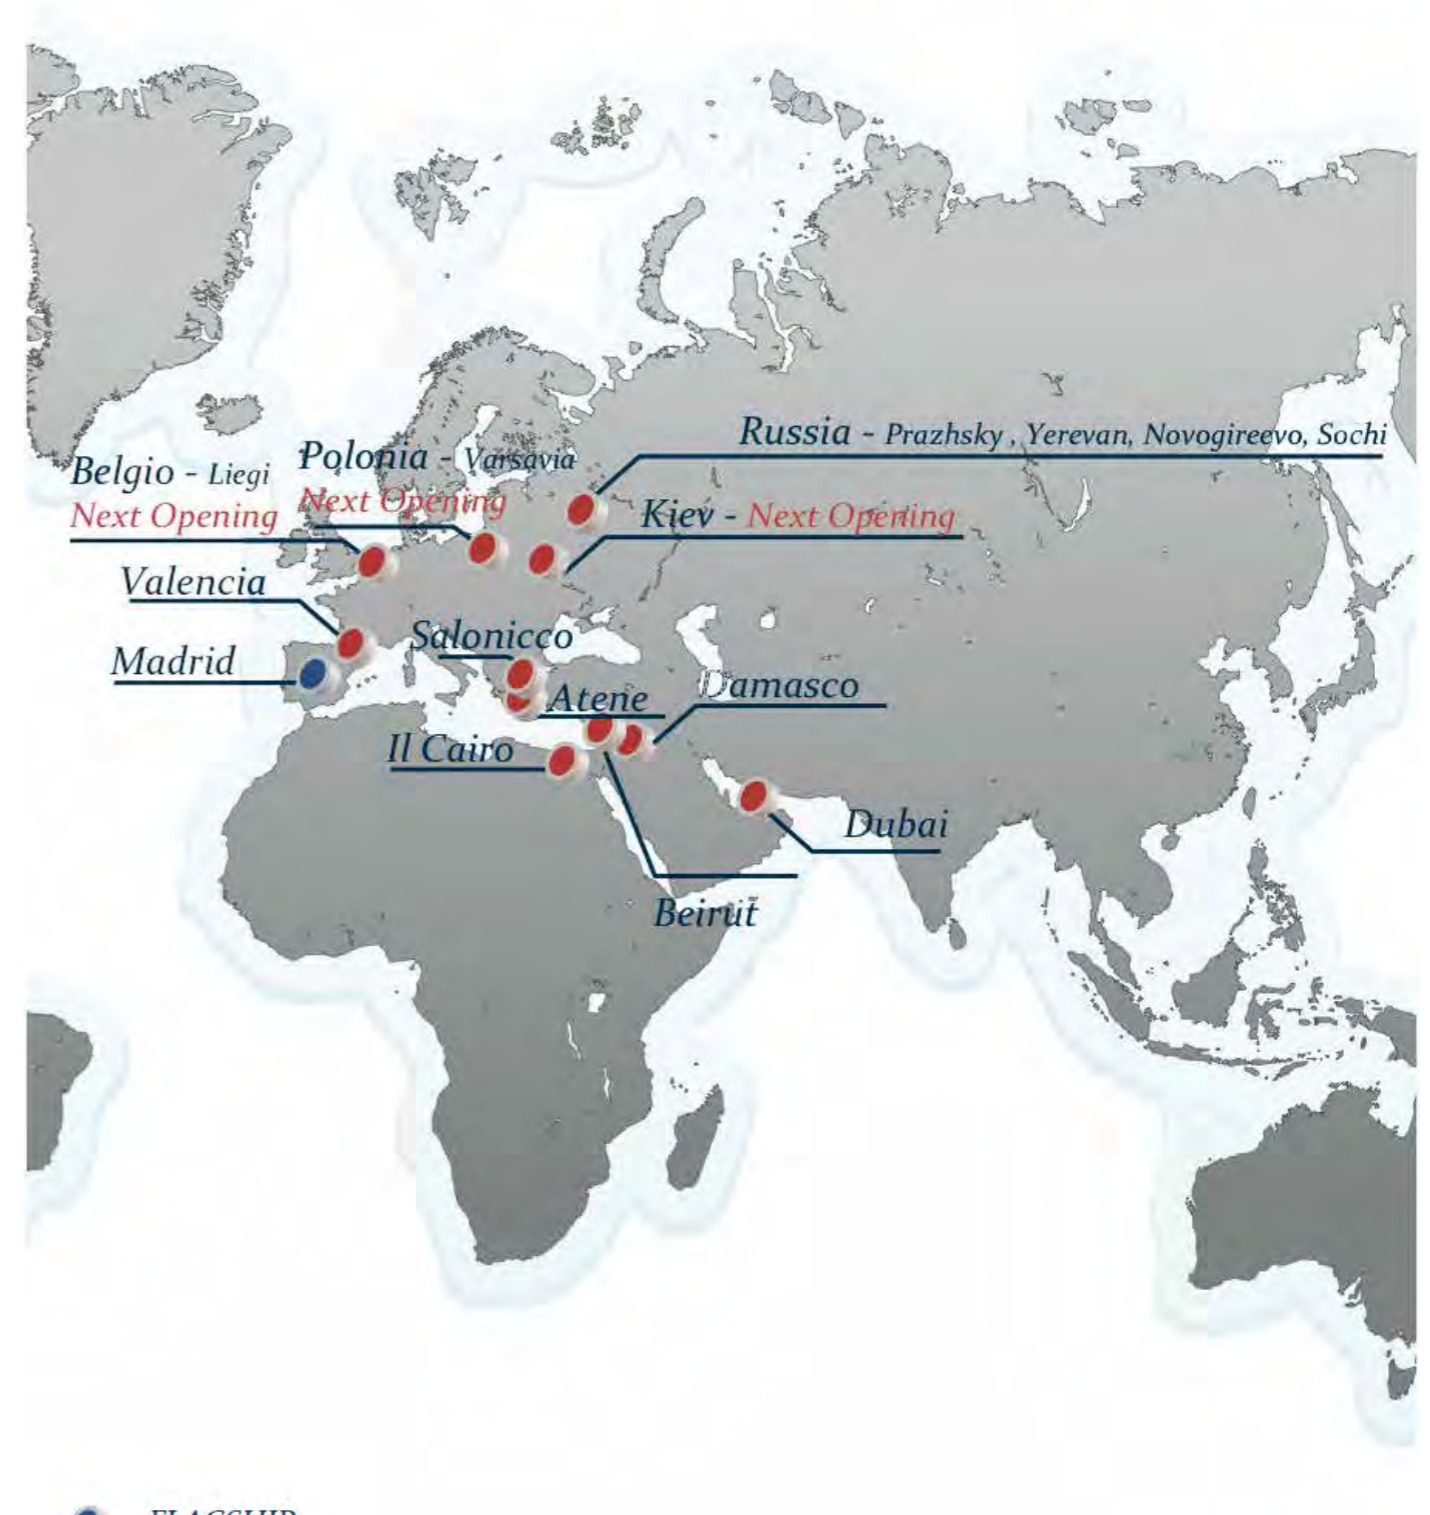 Russia - Prazhsky , Yerevan, Novogireevo, Sochi
Polonia - Varsavia
Next Opening
Belgio - Liegi
Next Opening
Kiev - Next Opening
Valencia
Salonicco
Madrid
Damasco
Atene
Il Cairo
Dubai
Beirut
FLAGSHIP